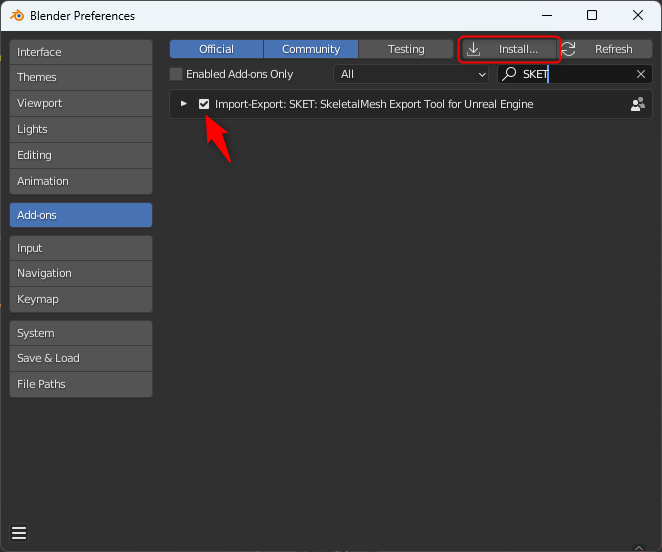 Blender Preferences
Interface
Themes
Viewport
Lights
Editing
Animation
Add-ons
Input
Navigation
Keymap
System
Save & Load
File Paths
Official Community Testing Install... Refresh
Enabled Add-ons Only All SKET
Import-Export: SKET: SkeletalMesh Export Tool for Unreal Engine